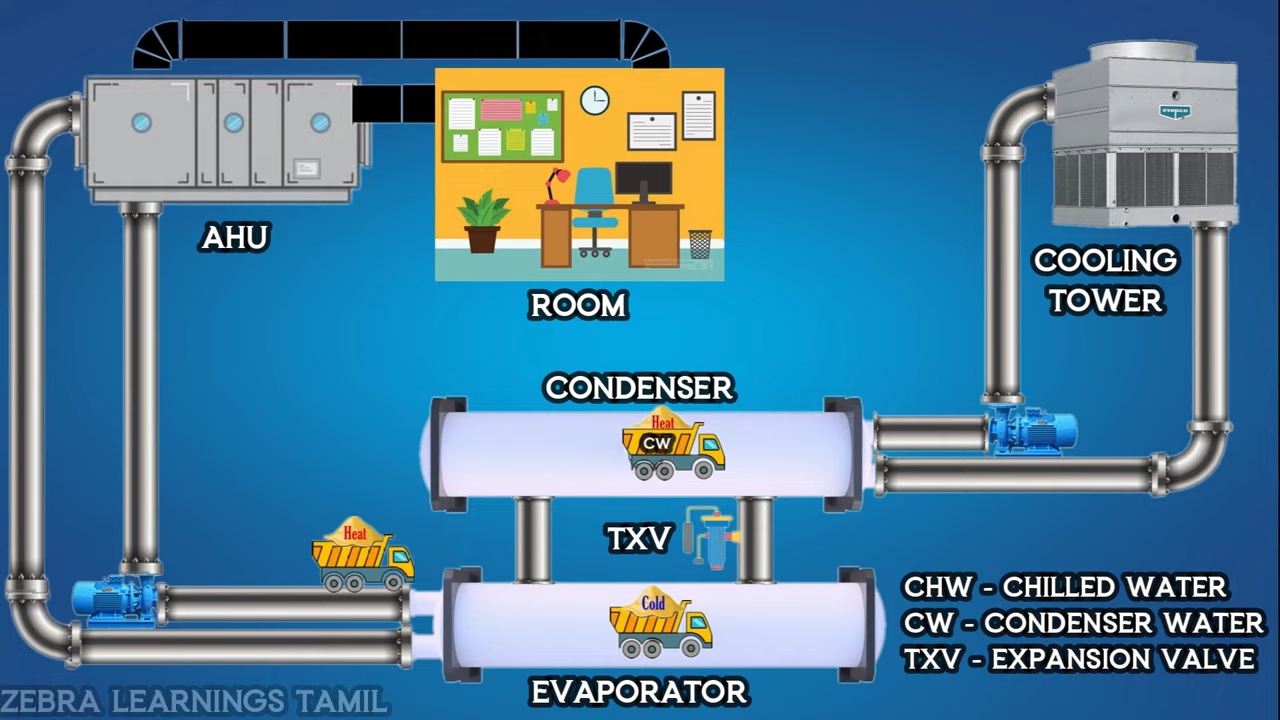 evapco
AHU
COOLING
TOWER
ROOM
CONDENSER
Heat
CW
Heat
TXV
Cold
CHW - CHILLED WATER
CW - CONDENSER WATER
TXV - EXPANSION VALVE
EVAPORATOR
ZEBRA LEARNINGS TAMIL